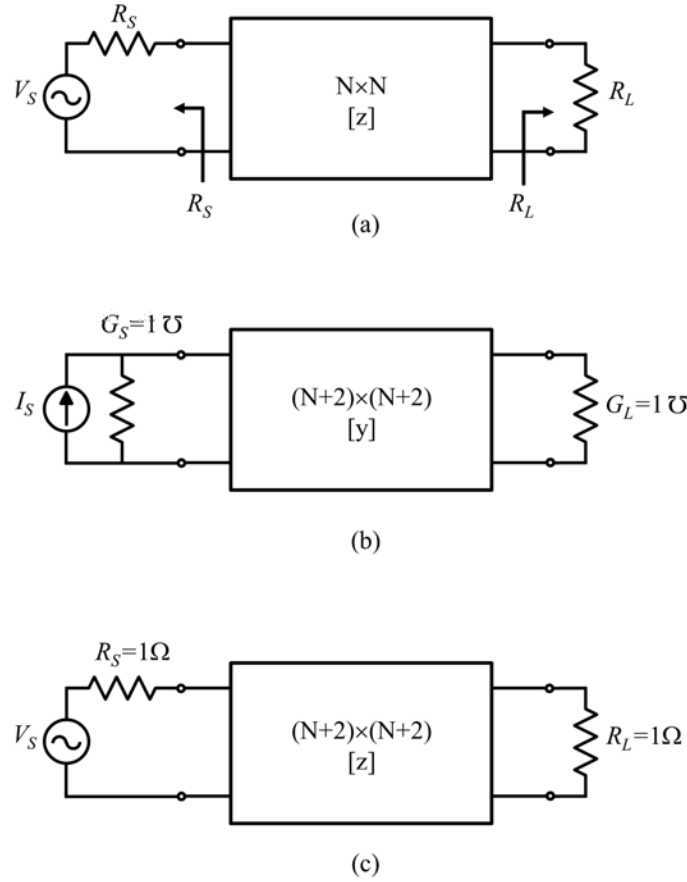 R_S
V_S
N×N
[z]
R_L
R_S
R_L
(a)
G_S=1 ℧
I_S
(N+2)×(N+2)
[y]
G_L=1 ℧
(b)
R_S=1Ω
V_S
(N+2)×(N+2)
[z]
R_L=1Ω
(c)